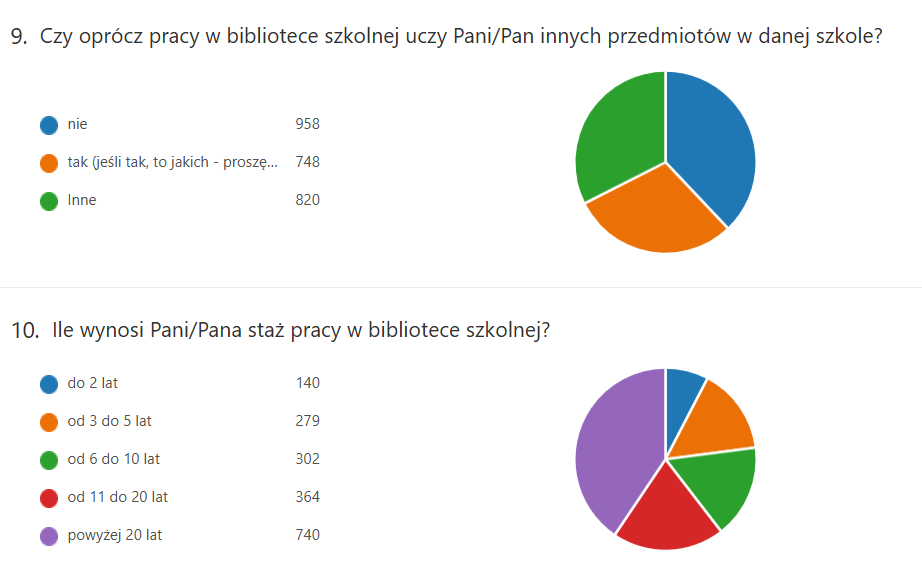 9. Czy oprócz pracy w bibliotece szkolnej uczy Pani/Pan innych przedmiotów w danej szkole?
nie 958
tak (jeśli tak, to jakich - proszę... 748
Inne 820
10. Ile wynosi Pani/Pana staż pracy w bibliotece szkolnej?
do 2 lat 140
od 3 do 5 lat 279
od 6 do 10 lat 302
od 11 do 20 lat 364
powyżej 20 lat 740